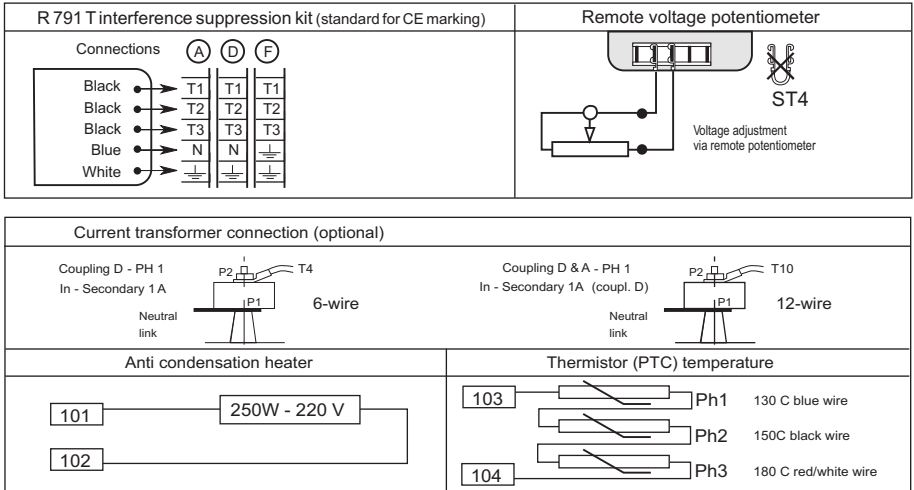 R 791 T interference suppression kit (standard for CE marking)
Connections A D F
Black T1 T1 T1
Black T2 T2 T2
Black T3 T3 T3
Blue N N
White
Remote voltage potentiometer
ST4
Voltage adjustment
via remote potentiometer
Current transformer connection (optional)
Coupling D - PH 1
In - Secondary 1 A
P2 T4
P1
6-wire
Neutral
link
Coupling D & A - PH 1
In - Secondary 1A (coupl. D)
P2 T10
P1
12-wire
Neutral
link
Anti condensation heater
101 250W - 220 V
102
Thermistor (PTC) temperature
103 Ph1 130 C blue wire
Ph2 150C black wire
104 Ph3 180 C red/white wire